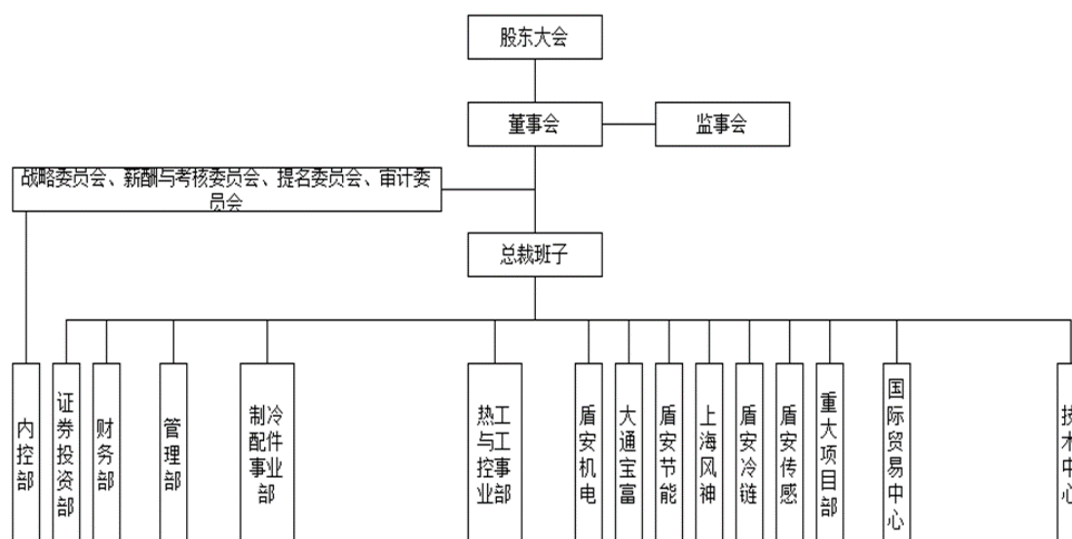 股东大会
董事会
监事会
战略委员会、薪酬与考核委员会、提名委员会、审计委
员会
总裁班子
内控部
证券投资部
财务部
管理部
制冷
配件
事业
部
热工
与工
控事
业部
盾安机电
大通宝富
盾安节能
上海风神
盾安冷链
盾安传感
重大项目部
国际贸易中心
技术中心